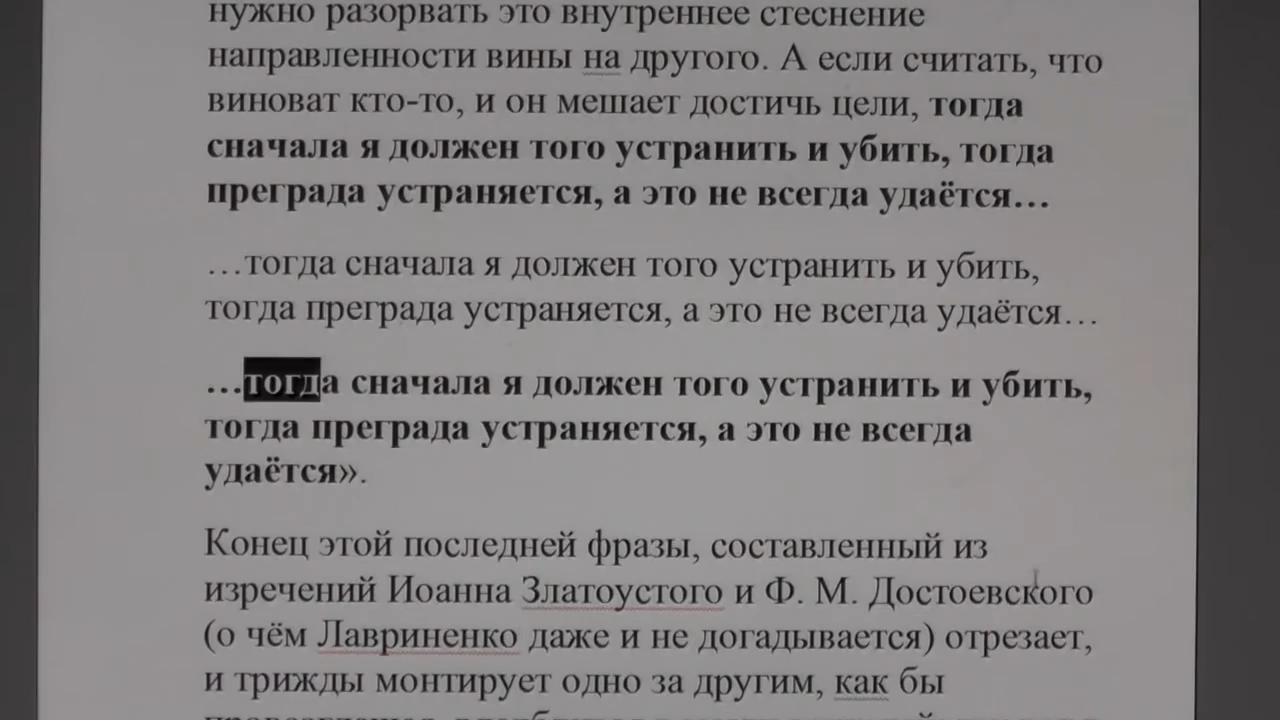 нужно разорвать это внутреннее стеснение
направленности вины на другого. А если считать, что
виноват кто-то, и он мешает достичь цели, тогда
сначала я должен того устранить и убить, тогда
преграда устраняется, а это не всегда удаётся…
…тогда сначала я должен того устранить и убить,
тогда преграда устраняется, а это не всегда удаётся…
…тогда сначала я должен того устранить и убить,
тогда преграда устраняется, а это не всегда
удаётся».
Конец этой последней фразы, составленный из
изречений Иоанна Златоустого и Ф. М. Достоевского
(о чём Лавриненко даже и не догадывается) отрезает,
и трижды монтирует одно за другим, как бы